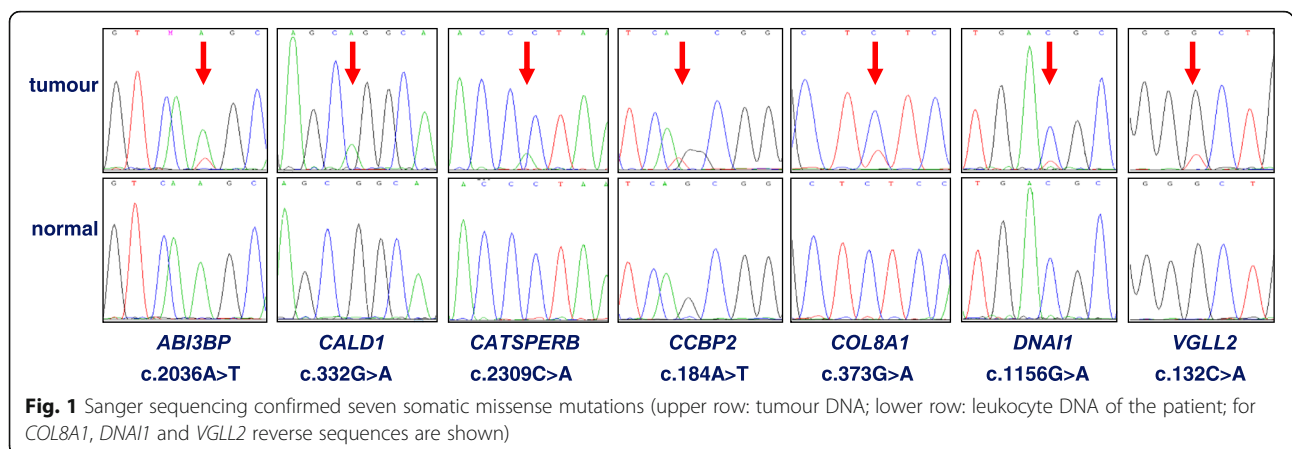 G T M A G C A G C A G G C A A C C C T A A T C A C G G C T C T C T G A C G C G G G C T
tumour
G T C A A G C A G C G G C A A C C C T A A T C A G C G G C T C T C C T G A C G C G G G C T
normal
ABI3BP CALD1 CATSPERB CCBP2 COL8A1 DNAI1 VGLL2
c.2036A>T c.332G>A c.2309C>A c.184A>T c.373G>A c.1156G>A c.132C>A
Fig. 1 Sanger sequencing confirmed seven somatic missense mutations (upper row: tumour DNA; lower row: leukocyte DNA of the patient; for
COL8A1, DNAI1 and VGLL2 reverse sequences are shown)